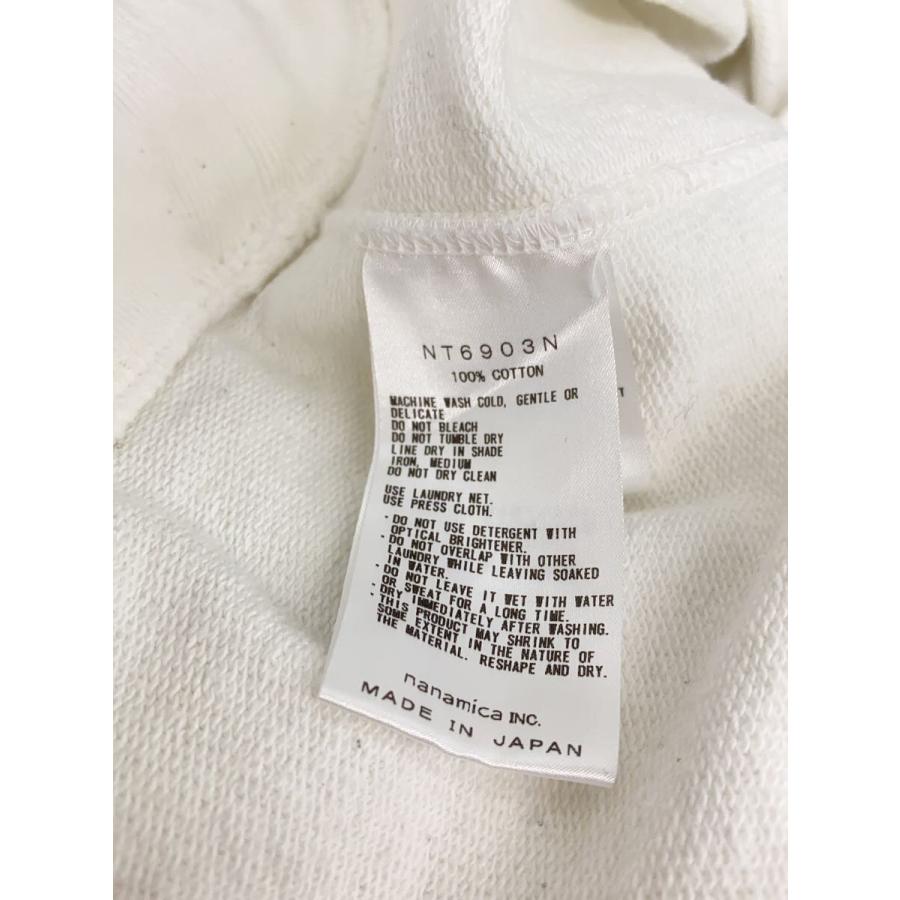 NT6903N
100% COTTON
MACHINE WASH COLD, GENTLE OR
DELICATE
DO NOT BLEACH
DO NOT TUMBLE DRY
LINE DRY IN SHADE
IRON, MEDIUM
DO NOT DRY CLEAN
USE LAUNDRY NET.
USE PRESS CLOTH.
・DO NOT USE DETERGENT WITH
OPTICAL BRIGHTENER.
・DO NOT OVERLAP WITH OTHER
LAUNDRY WHILE LEAVING SOAKED
IN WATER.
・DO NOT LEAVE IT WET WITH WATER
OR SWEAT FOR A LONG TIME.
・DRY IMMEDIATELY AFTER WASHING.
THIS PRODUCT MAY SHRINK TO
SOME EXTENT IN THE NATURE OF
THE MATERIAL. RESHAPE AND DRY.
nanamica INC.
MADE IN JAPAN